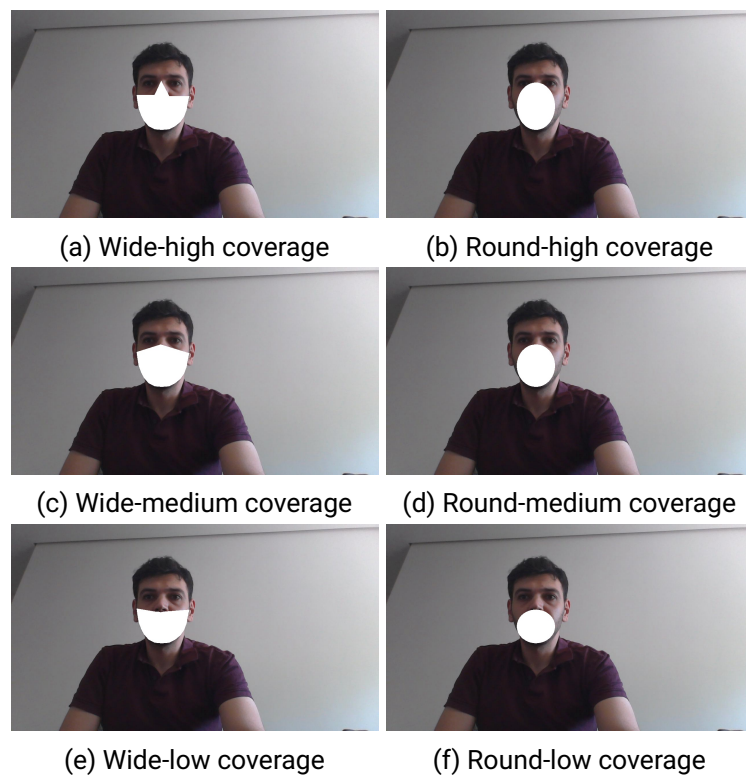 (a) Wide-high coverage
(b) Round-high coverage
(c) Wide-medium coverage
(d) Round-medium coverage
(e) Wide-low coverage
(f) Round-low coverage